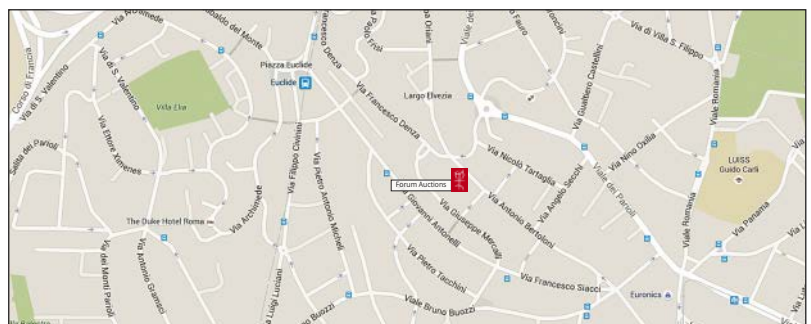 Via Archimede
Corso di Francia
Via di S. Valentino
Via di S. Valentino
Villa Elia
Via Ettore Ximenes
Salita dei Parioli
Piazza Euclide
Euclide
Via Filippo Civinini
Via Pietro Antonio Micheli
Via Archimede
The Duke Hotel Roma
Via dei Monti Parioli
Via Antonio Gramsci
Via Luigi Luciani
Buozzi
Francesco Denza
Via Paolo Frisi
Via Oriani
Viale dei
Fauro
Largo Elvezia
Via Francesco Denza
Forum Auctions
Via Giovanni Antonelli
Via Giuseppe Mercalli
Via Antonio Bertoloni
Via Nicolò Tartaglia
Via Angelo Secchi
Via Pietro Tacchini
Via Francesco Siacci
Viale Bruno Buozzi
Via di Villa S. Filippo
Via Gualtiero Castellini
Viale dei Parioli
Via Nino Oxilia
Viale Romania
Viale Romania
LUISS
Guido Carli
Via Panama
Euronics